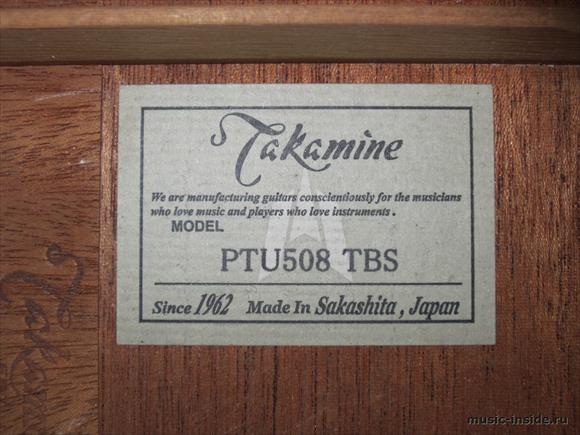 Takamine
We are manufacturing guitars conscientiously for the musicians
who love music and players who love instruments .
MODEL
PTU508 TBS
Since 1962 Made In Sakashita , Japan
Takamine
music-inside.ru